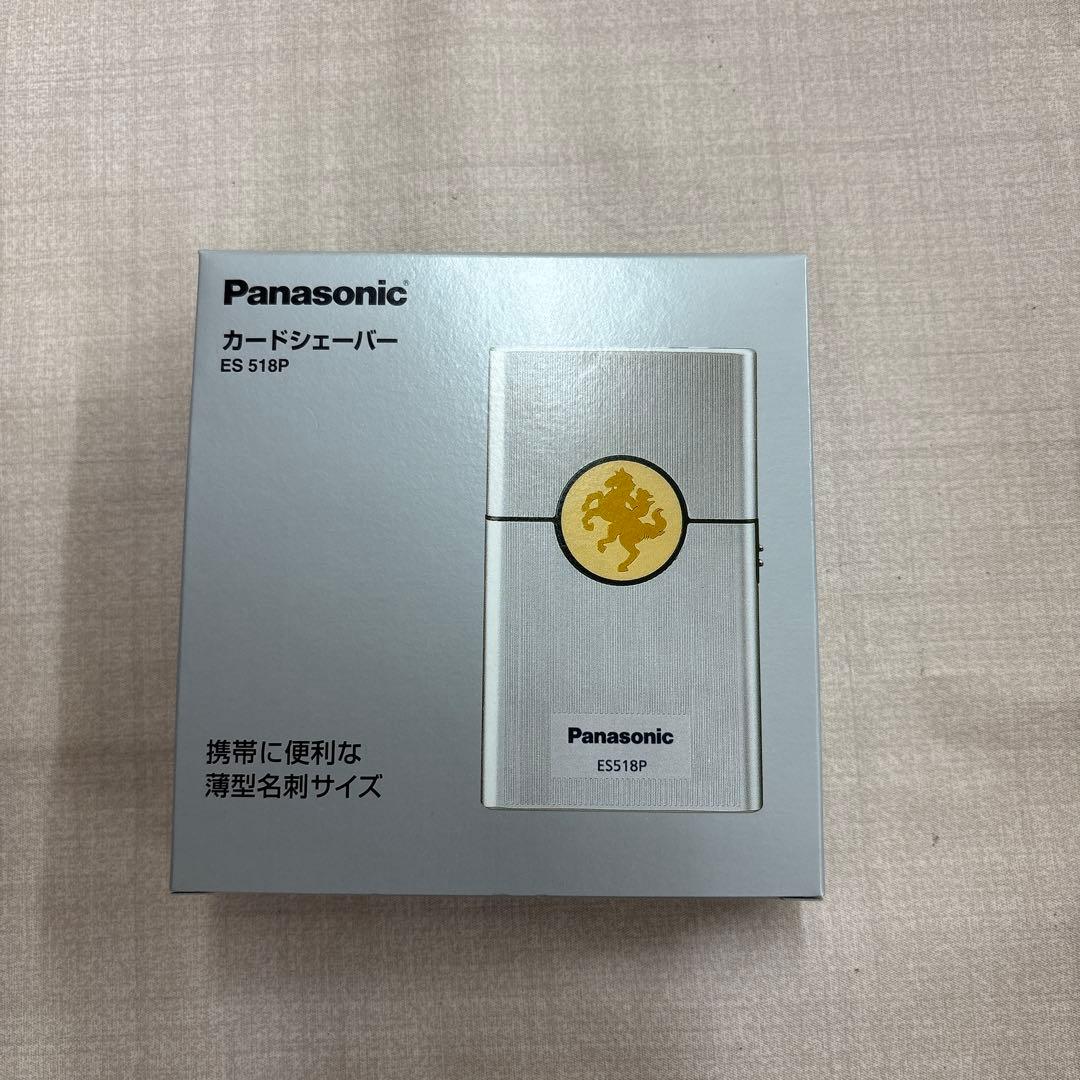 Panasonic
カードシェーバー
ES 518P
Panasonic
ES518P
携帯に便利な
薄型名刺サイズ